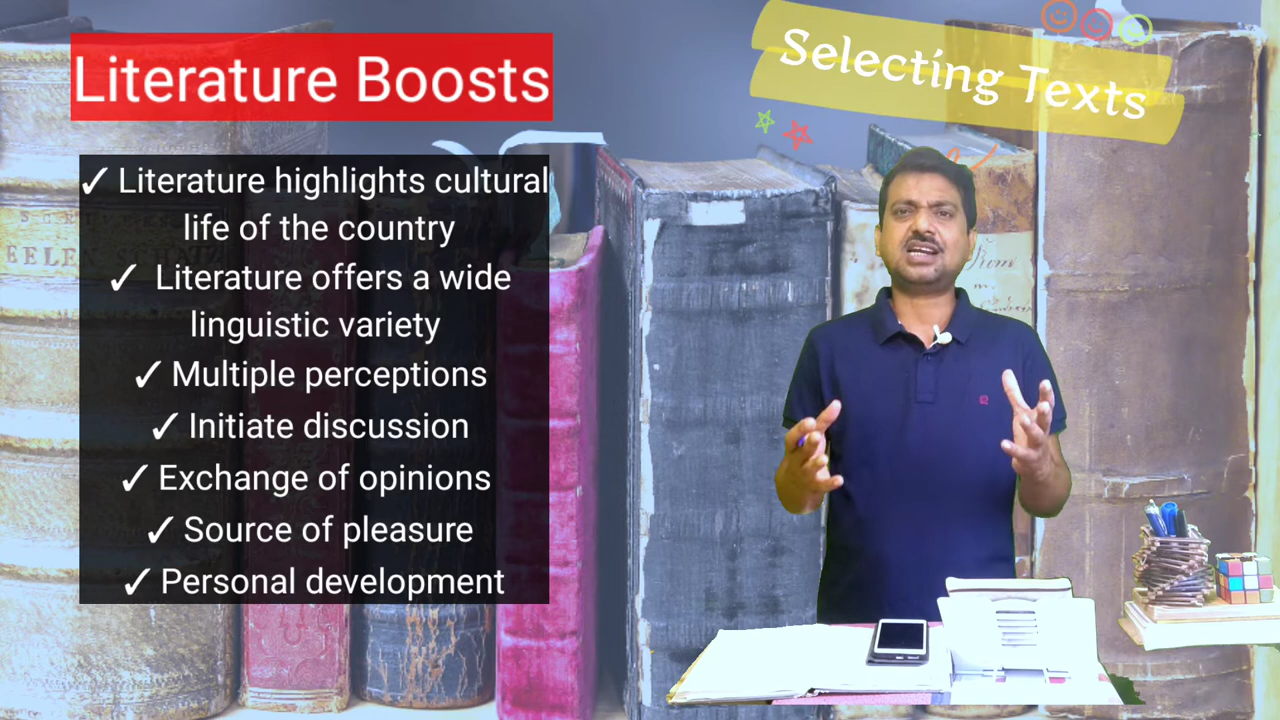 Literature Boosts
Selecting Texts
✓ Literature highlights cultural
life of the country
✓ Literature offers a wide
linguistic variety
✓ Multiple perceptions
✓ Initiate discussion
✓ Exchange of opinions
✓ Source of pleasure
✓ Personal development